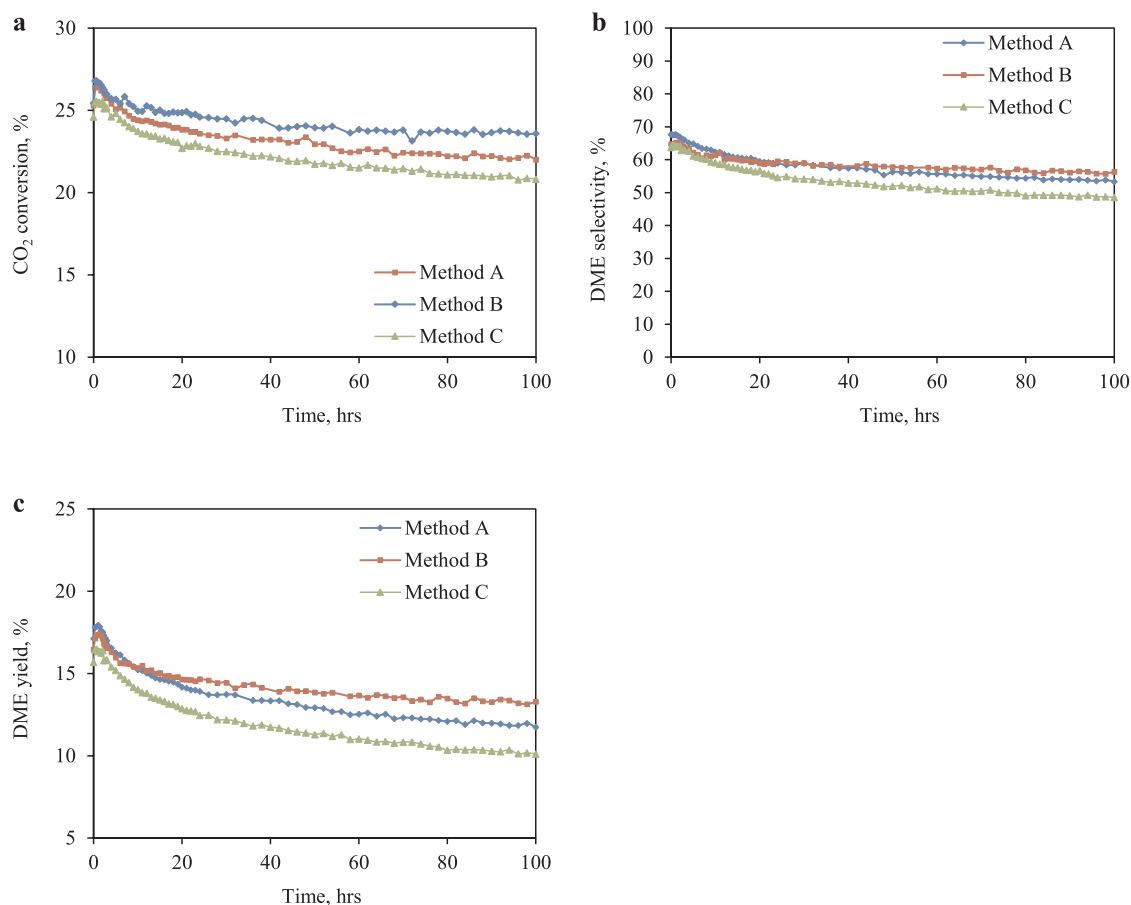 a
30
25
20
15
10
CO2 conversion, %
Method A
Method B
Method C
0 20 40 60 80 100
Time, hrs
b
100
90
80
70
60
50
40
30
20
10
0
DME selectivity, %
Method A
Method B
Method C
0 20 40 60 80 100
Time, hrs
c
25
20
15
10
5
DME yield, %
Method A
Method B
Method C
0 20 40 60 80 100
Time, hrs